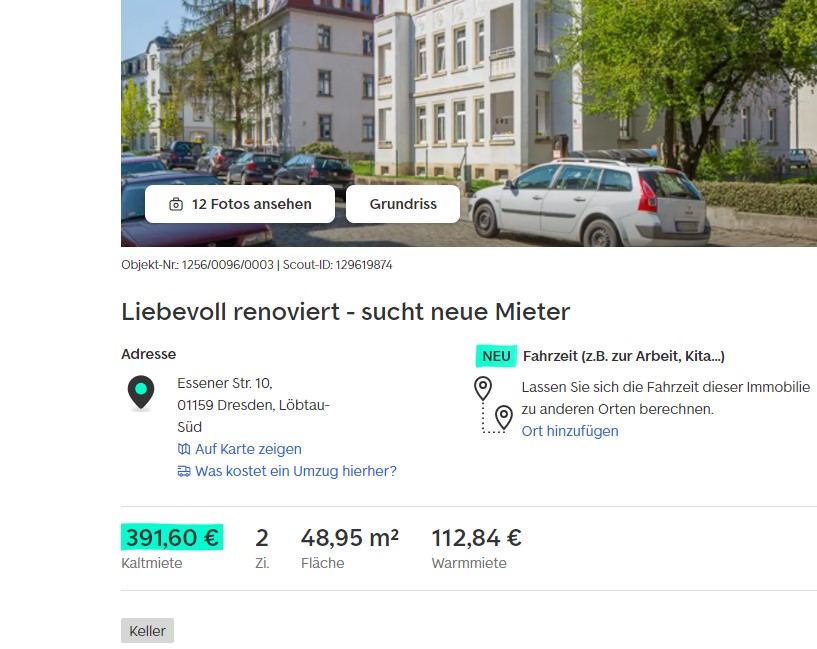 12 Fotos ansehen
Grundriss
Objekt-Nr.: 1256/0096/0003 | Scout-ID: 129619874
Liebevoll renoviert - sucht neue Mieter
Adresse
Essener Str. 10,
01159 Dresden, Löbtau-
Süd
Auf Karte zeigen
Was kostet ein Umzug hierher?
NEU Fahrzeit (z.B. zur Arbeit, Kita...)
Lassen Sie sich die Fahrzeit dieser Immobilie
zu anderen Orten berechnen.
Ort hinzufügen
391,60 €
Kaltmiete
2
Zi.
48,95 m²
Fläche
112,84 €
Warmmiete
Keller